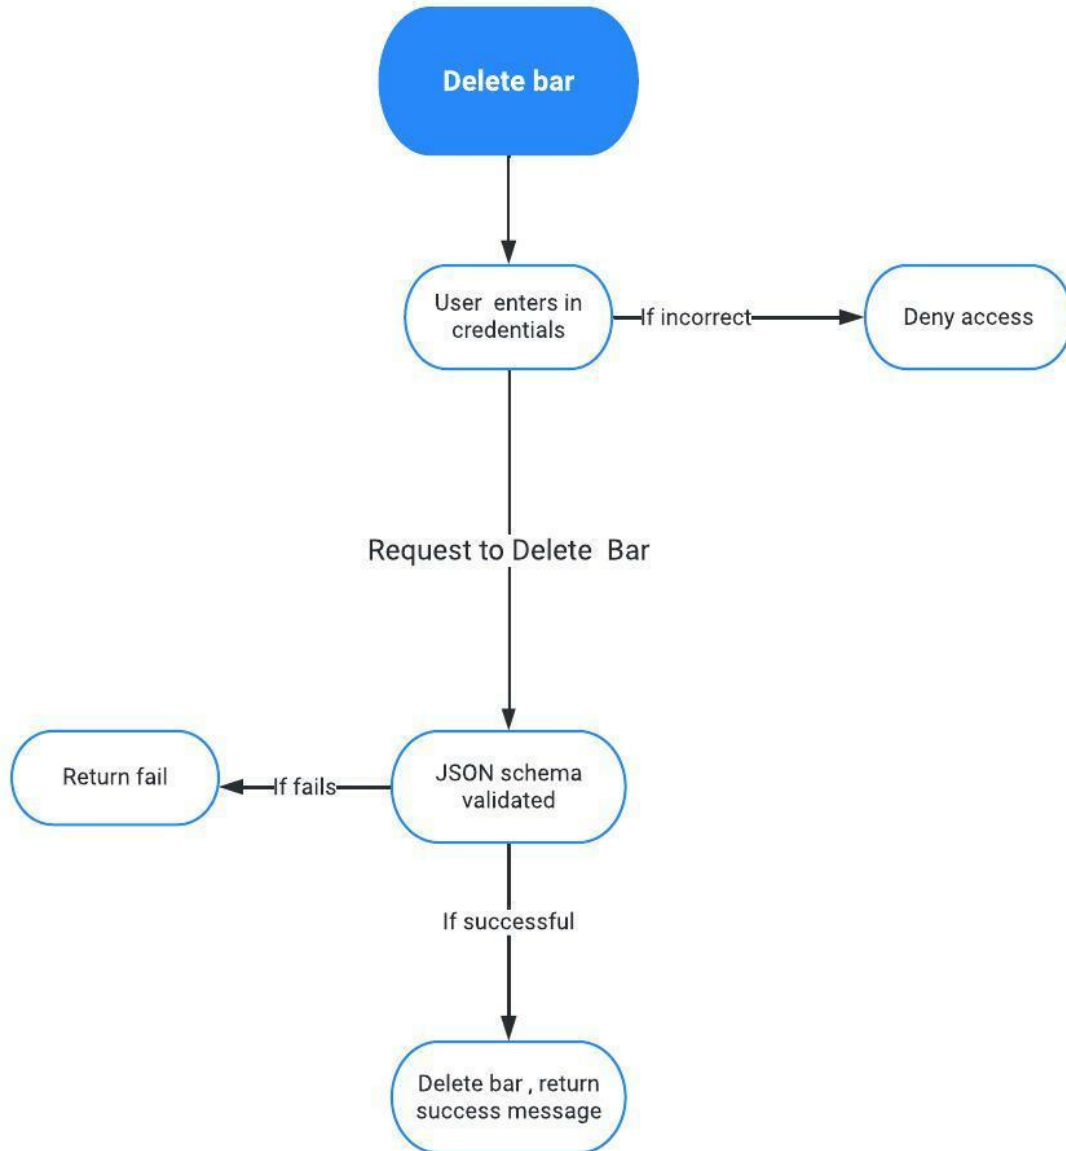 Delete bar
User enters in
credentials
If incorrect
Deny access
Request to Delete Bar
Return fail
If fails
JSON schema
validated
If successful
Delete bar , return
success message